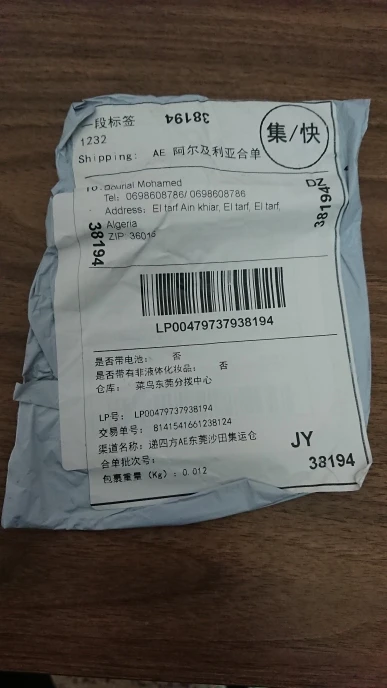 一段标签
38194
集/快
1232
Shipping: AE 阿尔及利亚合单
TO: Mohamed
DZ
Tel: 0698608786/ 0698608786
Address: El tarf Ain khiar, El tarf, El tarf,
Algeria
ZIP: 36015
38194
38194
LP00479737938194
是否带电池: 否
是否带有非液体化妆品: 否
仓库: 菜鸟东莞分拨中心
LP号: LP00479737938194
交易单号: 8141541661238124
渠道名称: 递四方AE东莞沙田集运仓
JY
合单批次号:
38194
包裹重量(Kg): 0.012